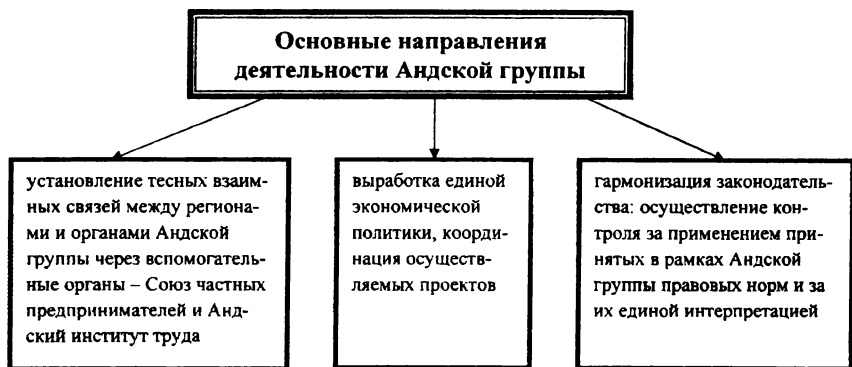 Основные направления
деятельности Андской группы
установление тесных взаим-
ных связей между региона-
ми и органами Андской
группы через вспомогатель-
ные органы – Союз частных
предпринимателей и Анд-
ский институт труда
выработка единой
экономической
политики, коорди-
нация осуществ-
ляемых проектов
гармонизация законодатель-
ства: осуществление кон-
троля за применением при-
нятых в рамках Андской
группы правовых норм и за
их единой интерпретацией